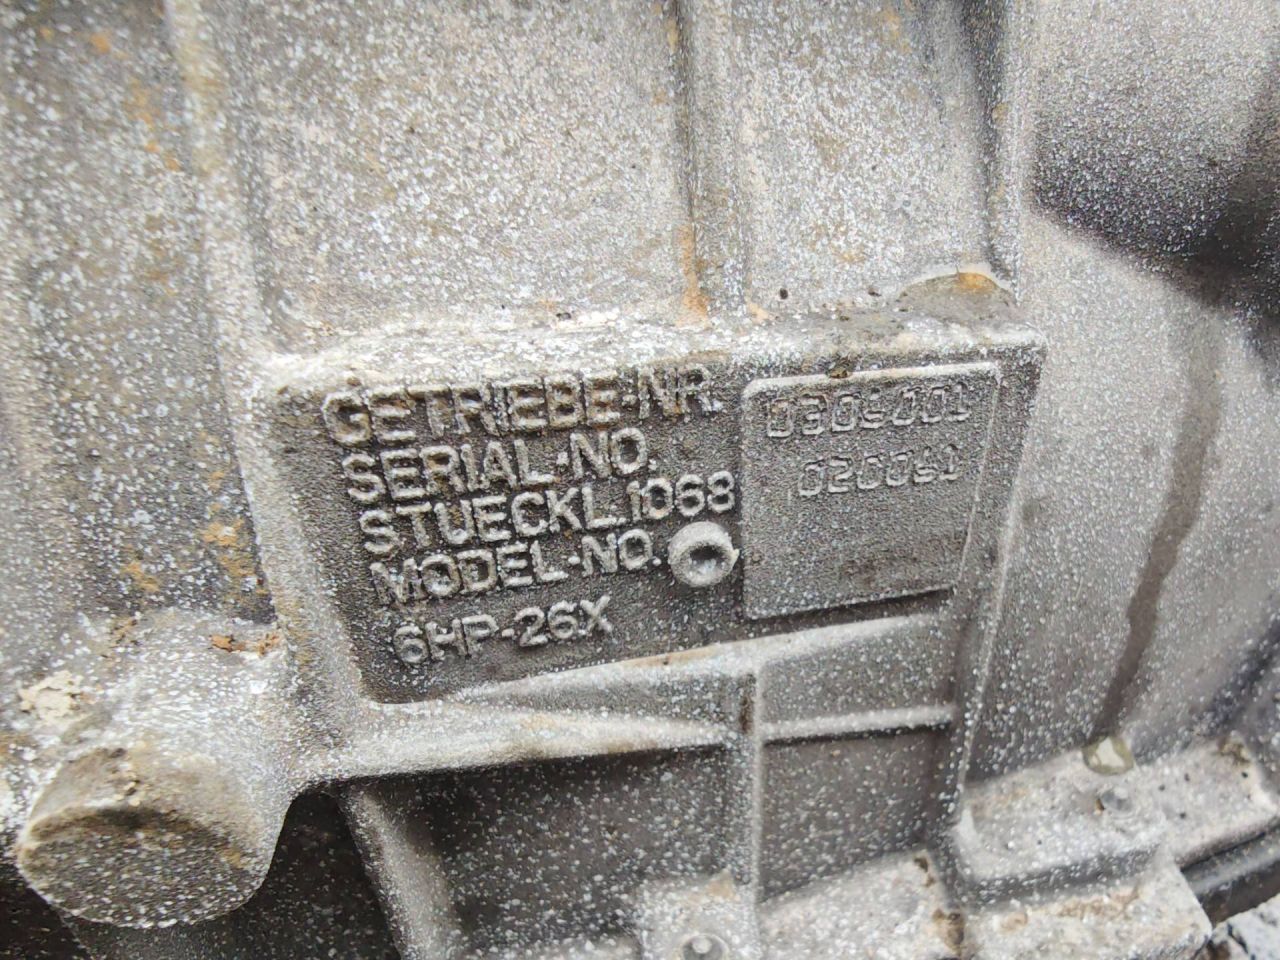 GETRIEBE-NR.
SERIAL-NO.
STUECKL.1068
MODEL-NO.
6HP-26X